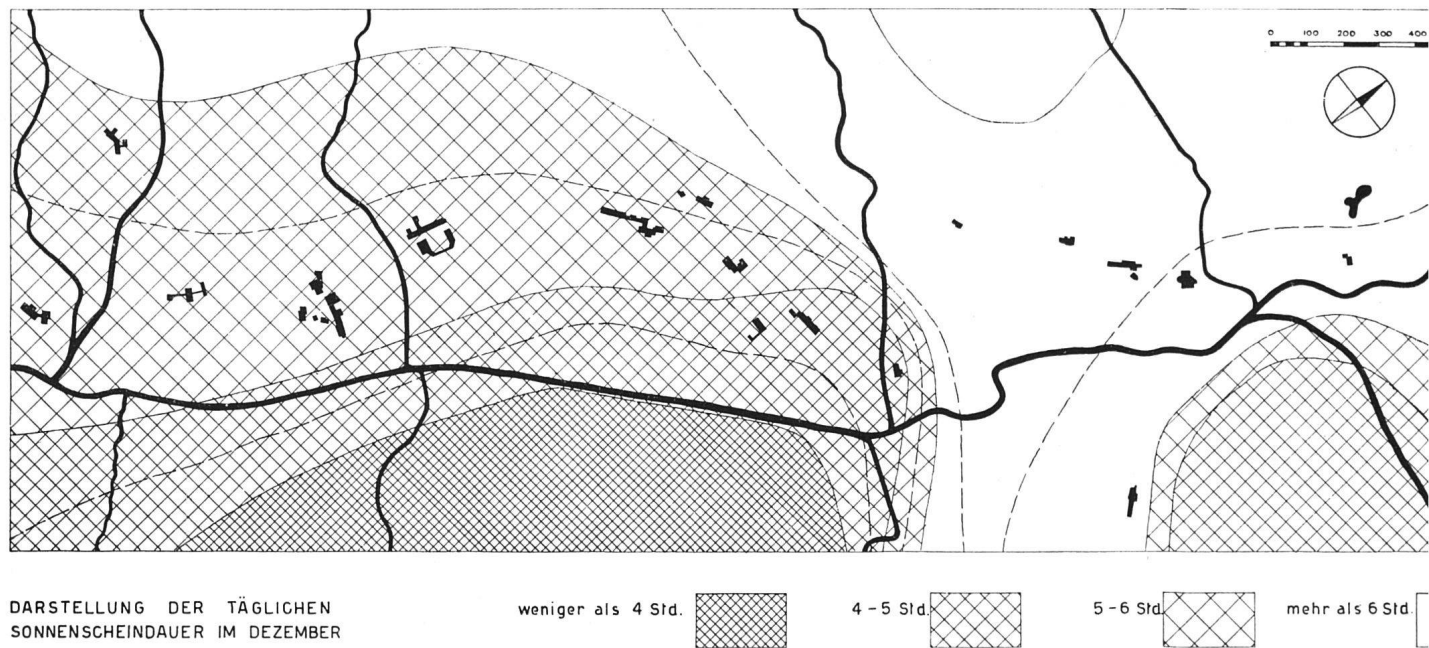 0 100 200 300 400
DARSTELLUNG DER TÄGLICHEN
SONNENSCHEINDAUER IM DEZEMBER
weniger als 4 Std.
4 - 5 Std.
5 - 6 Std.
mehr als 6 Std.